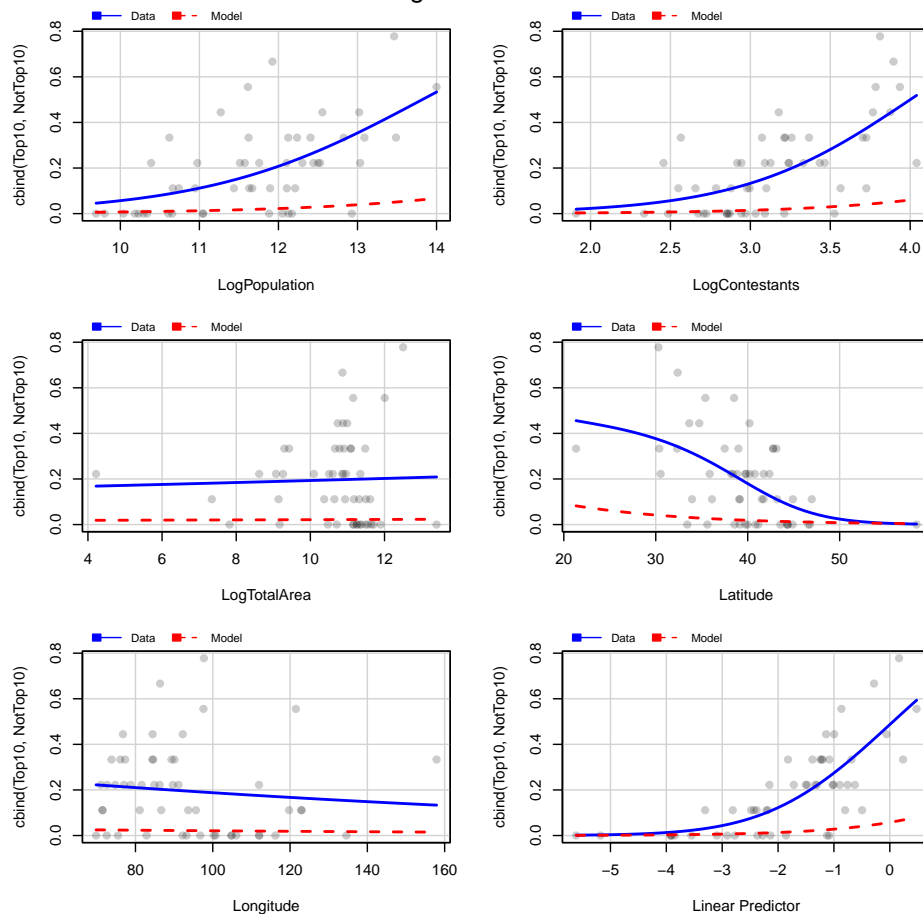 Data Model
cbind(Top10, NotTop10)
0.0 0.2 0.4 0.6 0.8
10 11 12 13 14
LogPopulation
Data Model
cbind(Top10, NotTop10)
0.0 0.2 0.4 0.6 0.8
2.0 2.5 3.0 3.5 4.0
LogContestants
Data Model
cbind(Top10, NotTop10)
0.0 0.2 0.4 0.6 0.8
4 6 8 10 12
LogTotalArea
Data Model
cbind(Top10, NotTop10)
0.0 0.2 0.4 0.6 0.8
20 30 40 50
Latitude
Data Model
cbind(Top10, NotTop10)
0.0 0.2 0.4 0.6 0.8
80 100 120 140 160
Longitude
Data Model
cbind(Top10, NotTop10)
0.0 0.2 0.4 0.6 0.8
−5 −4 −3 −2 −1 0
Linear Predictor